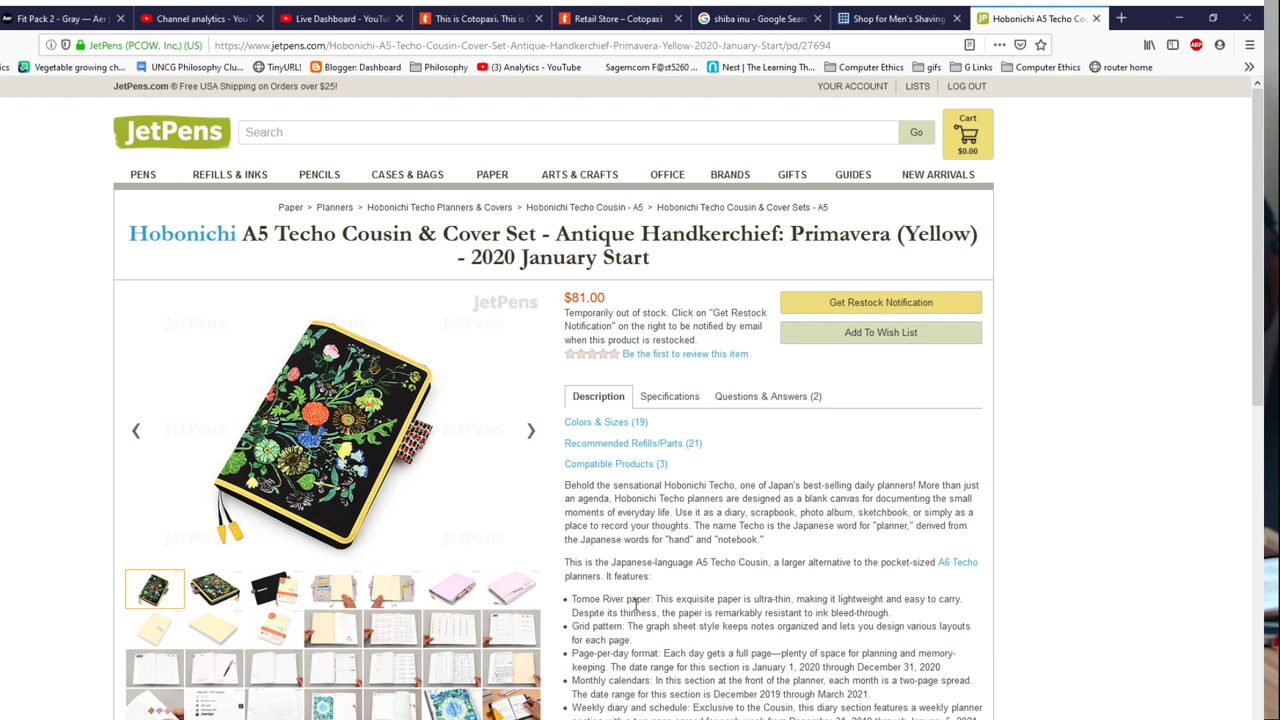 Fit Pack 2 - Gray — Aer
Channel analytics - YouT
Live Dashboard - YouTub
This is Cotopaxi. This is C
Retail Store – Cotopaxi
shiba inu - Google Searc
Shop for Men's Shaving
Hobonichi A5 Techo Cou
JetPens (PCOW, Inc.) (US)
https://www.jetpens.com/Hobonichi-A5-Techo-Cousin-Cover-Set-Antique-Handkerchief-Primavera-Yellow-2020-January-Start/pd/27694
Vegetable growing ch...
UNCG Philosophy Clu...
TinyURL!
Blogger: Dashboard
Philosophy
(3) Analytics - YouTube
Sagemcom F@st5260 ...
Nest | The Learning Th...
Computer Ethics
gifs
G Links
Computer Ethics
router home
JetPens.com ® Free USA Shipping on Orders over $25!
YOUR ACCOUNT
LISTS
LOG OUT
JetPens
Search
Go
Cart
$0.00
PENS
REFILLS & INKS
PENCILS
CASES & BAGS
PAPER
ARTS & CRAFTS
OFFICE
BRANDS
GIFTS
GUIDES
NEW ARRIVALS
Paper > Planners > Hobonichi Techo Planners & Covers > Hobonichi Techo Cousin - A5 > Hobonichi Techo Cousin & Cover Sets - A5
Hobonichi A5 Techo Cousin & Cover Set - Antique Handkerchief: Primavera (Yellow)
- 2020 January Start
JetPens
$81.00
Temporarily out of stock. Click on "Get Restock
Notification" on the right to be notified by email
when this product is restocked.
Be the first to review this item
Get Restock Notification
Add To Wish List
Description
Specifications
Questions & Answers (2)
Colors & Sizes (19)
Recommended Refills/Parts (21)
Compatible Products (3)
Behold the sensational Hobonichi Techo, one of Japan's best-selling daily planners! More than just
an agenda, Hobonichi Techo planners are designed as a blank canvas for documenting the small
moments of everyday life. Use it as a diary, scrapbook, photo album, sketchbook, or simply as a
place to record your thoughts. The name Techo is the Japanese word for "planner," derived from
the Japanese words for "hand" and "notebook."
This is the Japanese-language A5 Techo Cousin, a larger alternative to the pocket-sized A6 Techo
planners. It features:
Tomoe River paper: This exquisite paper is ultra-thin, making it lightweight and easy to carry.
Despite its thinness, the paper is remarkably resistant to ink bleed-through.
Grid pattern: The graph sheet style keeps notes organized and lets you design various layouts
for each page.
Page-per-day format: Each day gets a full page—plenty of space for planning and memory-
keeping. The date range for this section is January 1, 2020 through December 31, 2020
Monthly calendars: In this section at the front of the planner, each month is a two-page spread.
The date range for this section is December 2019 through March 2021.
Weekly diary and schedule: Exclusive to the Cousin, this diary section features a weekly planner